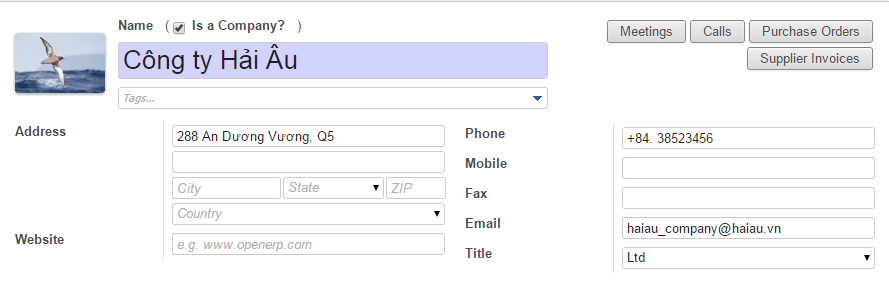 Name ( Is a Company? )
Meetings Calls Purchase Orders
Supplier Invoices
Công ty Hải Âu
Tags...
Address
288 An Dương Vương, Q5
City State ZIP
Country
Website
e.g. www.openerp.com
Phone
+84. 38523456
Mobile
Fax
Email
haiau_company@haiau.vn
Title
Ltd